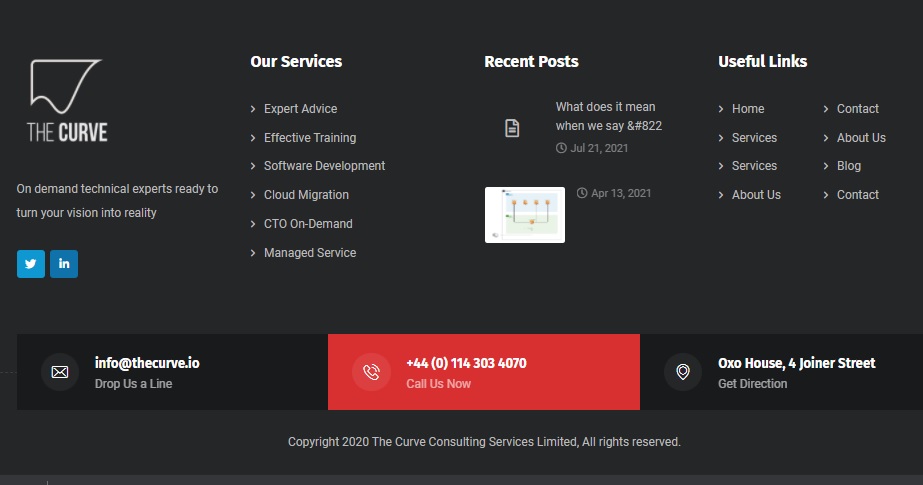 THE CURVE
On demand technical experts ready to
turn your vision into reality
Our Services
Expert Advice
Effective Training
Software Development
Cloud Migration
CTO On-Demand
Managed Service
Recent Posts
What does it mean
when we say &#822
Jul 21, 2021
Apr 13, 2021
Useful Links
Home
Services
Services
About Us
Contact
About Us
Blog
Contact
info@thecurve.io
Drop Us a Line
+44 (0) 114 303 4070
Call Us Now
Oxo House, 4 Joiner Street
Get Direction
Copyright 2020 The Curve Consulting Services Limited, All rights reserved.